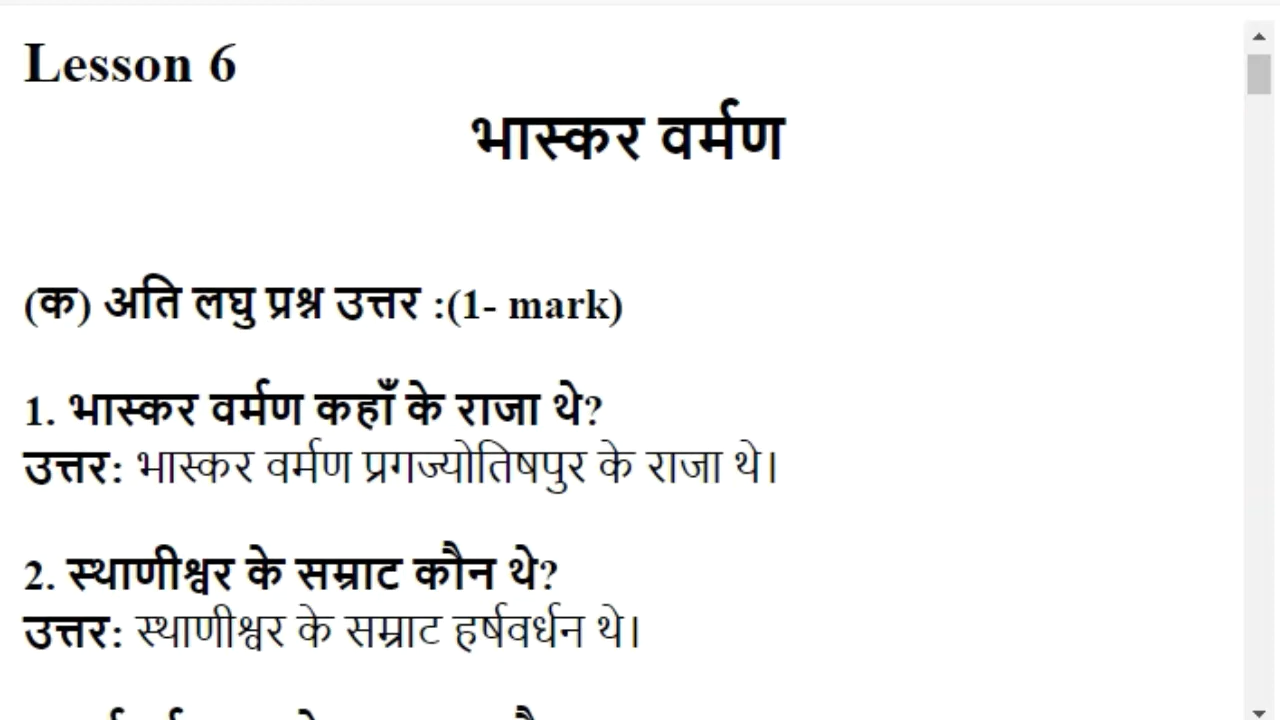 Lesson 6
भास्कर वर्मण
(क) अति लघु प्रश्न उत्तर :(1- mark)
1. भास्कर वर्मण कहाँ के राजा थे?
उत्तर: भास्कर वर्मण प्रगज्योतिषपुर के राजा थे।
2. स्थाणीश्वर के सम्राट कौन थे?
उत्तर: स्थाणीश्वर के सम्राट हर्षवर्धन थे।